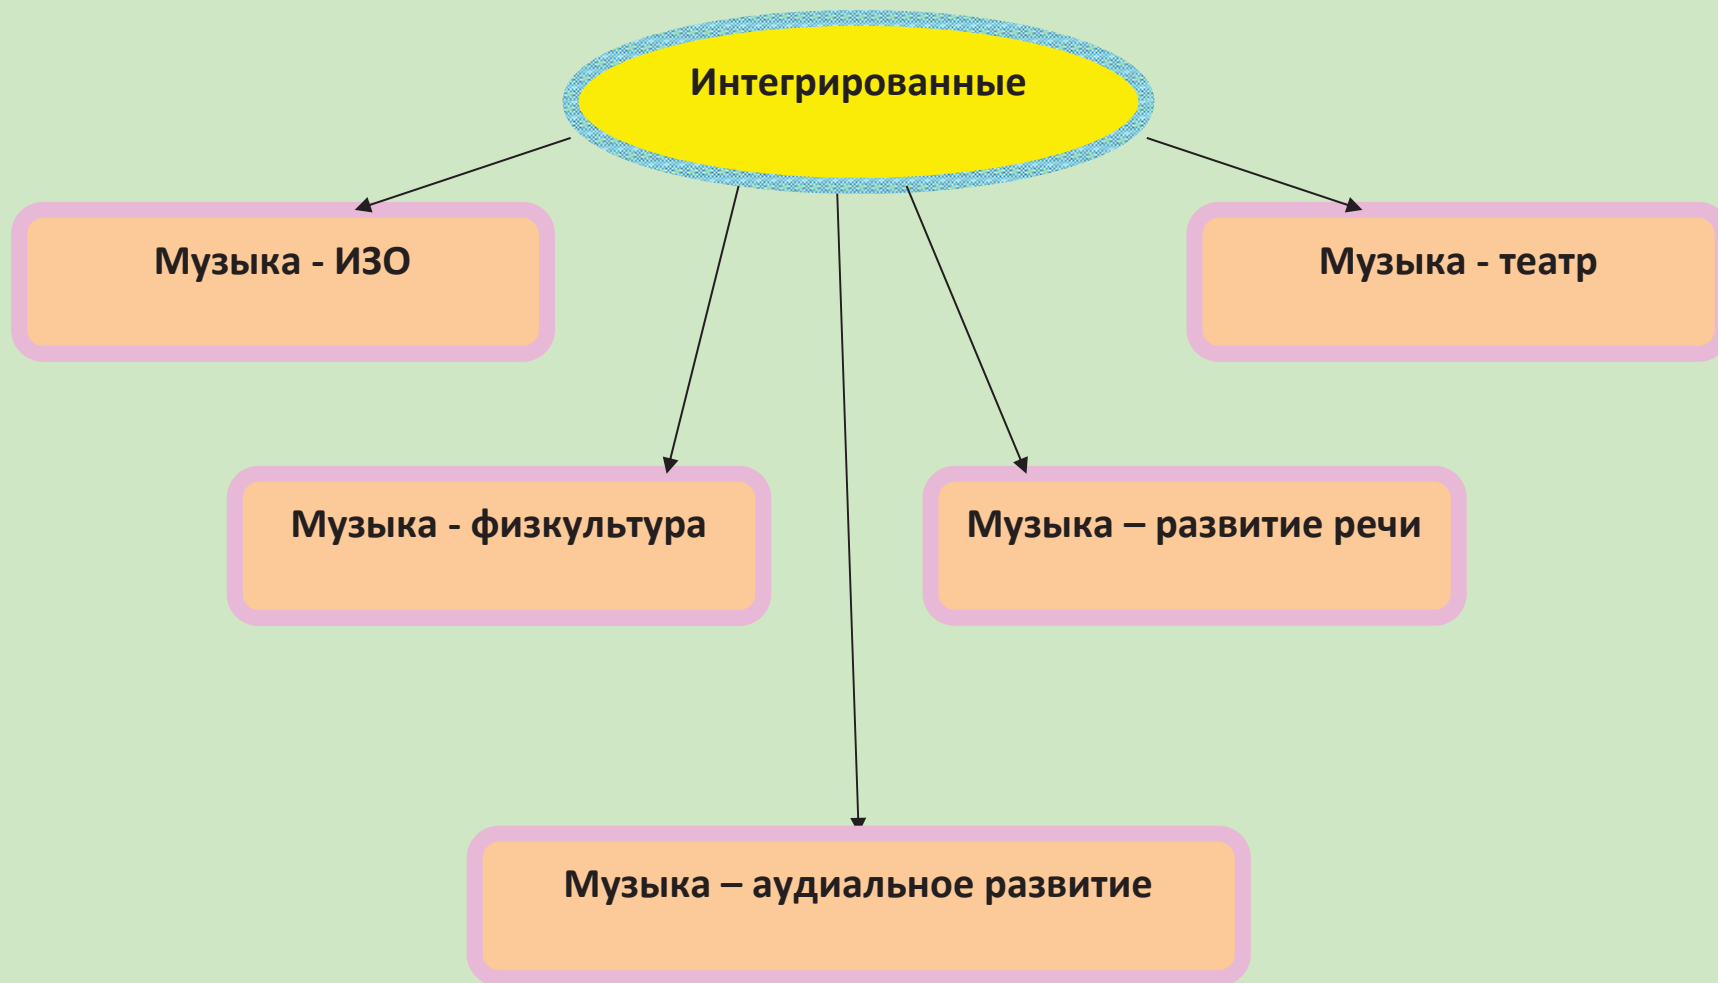 Интегрированные
Музыка - ИЗО
Музыка - театр
Музыка - физкультура
Музыка – развитие речи
Музыка – аудиальное развитие